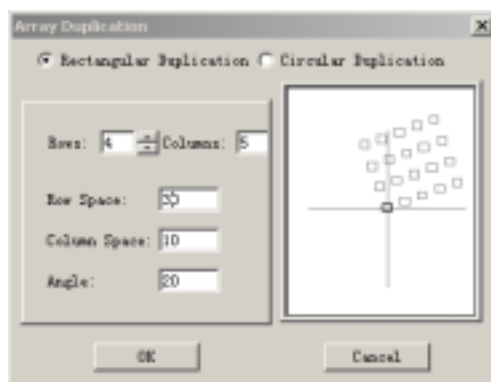 Array Duplication
Rectangular Duplication Circular Duplication
Rows: 4 Columns: 5
Row Space:
Column Space: 10
Angle: 20
OK Cancel